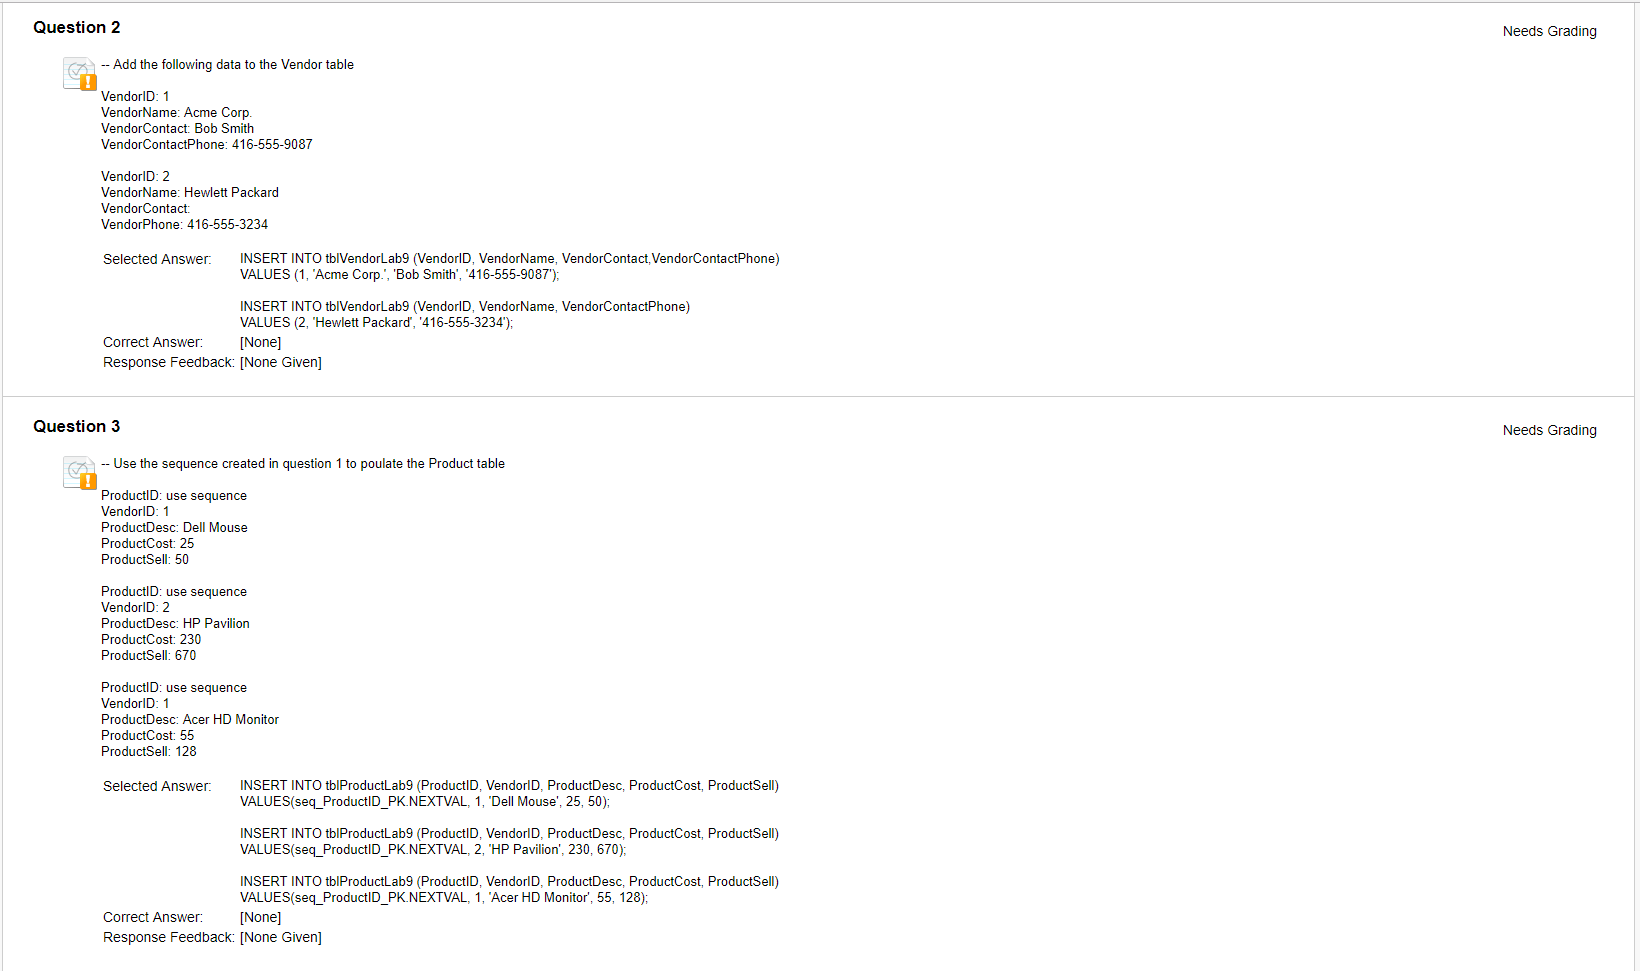 Question 2
Needs Grading
-- Add the following data to the Vendor table
VendorID: 1
VendorName: Acme Corp.
VendorContact: Bob Smith
VendorContactPhone: 416-555-9087
VendorID: 2
VendorName: Hewlett Packard
VendorContact:
VendorPhone: 416-555-3234
Selected Answer: INSERT INTO tblVendorLab9 (VendorID, VendorName, VendorContact,VendorContactPhone)
VALUES (1, 'Acme Corp.', 'Bob Smith', '416-555-9087');
INSERT INTO tblVendorLab9 (VendorID, VendorName, VendorContactPhone)
VALUES (2, 'Hewlett Packard', '416-555-3234');
Correct Answer: [None]
Response Feedback: [None Given]
Question 3
Needs Grading
-- Use the sequence created in question 1 to poulate the Product table
ProductID: use sequence
VendorID: 1
ProductDesc: Dell Mouse
ProductCost: 25
ProductSell: 50
ProductID: use sequence
VendorID: 2
ProductDesc: HP Pavilion
ProductCost: 230
ProductSell: 670
ProductID: use sequence
VendorID: 1
ProductDesc: Acer HD Monitor
ProductCost: 55
ProductSell: 128
Selected Answer: INSERT INTO tblProductLab9 (ProductID, VendorID, ProductDesc, ProductCost, ProductSell)
VALUES(seq_ProductID_PK.NEXTVAL, 1, 'Dell Mouse', 25, 50);
INSERT INTO tblProductLab9 (ProductID, VendorID, ProductDesc, ProductCost, ProductSell)
VALUES(seq_ProductID_PK.NEXTVAL, 2, 'HP Pavilion', 230, 670);
INSERT INTO tblProductLab9 (ProductID, VendorID, ProductDesc, ProductCost, ProductSell)
VALUES(seq_ProductID_PK.NEXTVAL, 1, 'Acer HD Monitor', 55, 128);
Correct Answer: [None]
Response Feedback: [None Given]